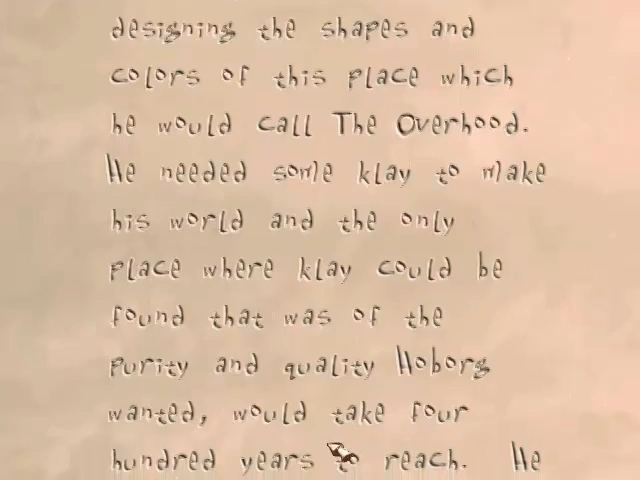 designing the shapes and
colors of this place which
he would call The Overhood.
He needed some klay to make
his world and the only
place where klay could be
found that was of the
purity and quality Hoborg
wanted, would take four
hundred years to reach. He